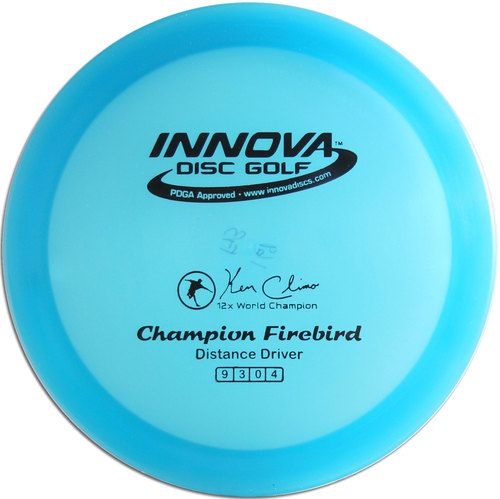 INNOVA™
DISC GOLF
PDGA Approved • www.innovadiscs.com
Ken Climo
12x World Champion
Champion Firebird
Distance Driver
9 3 0 4